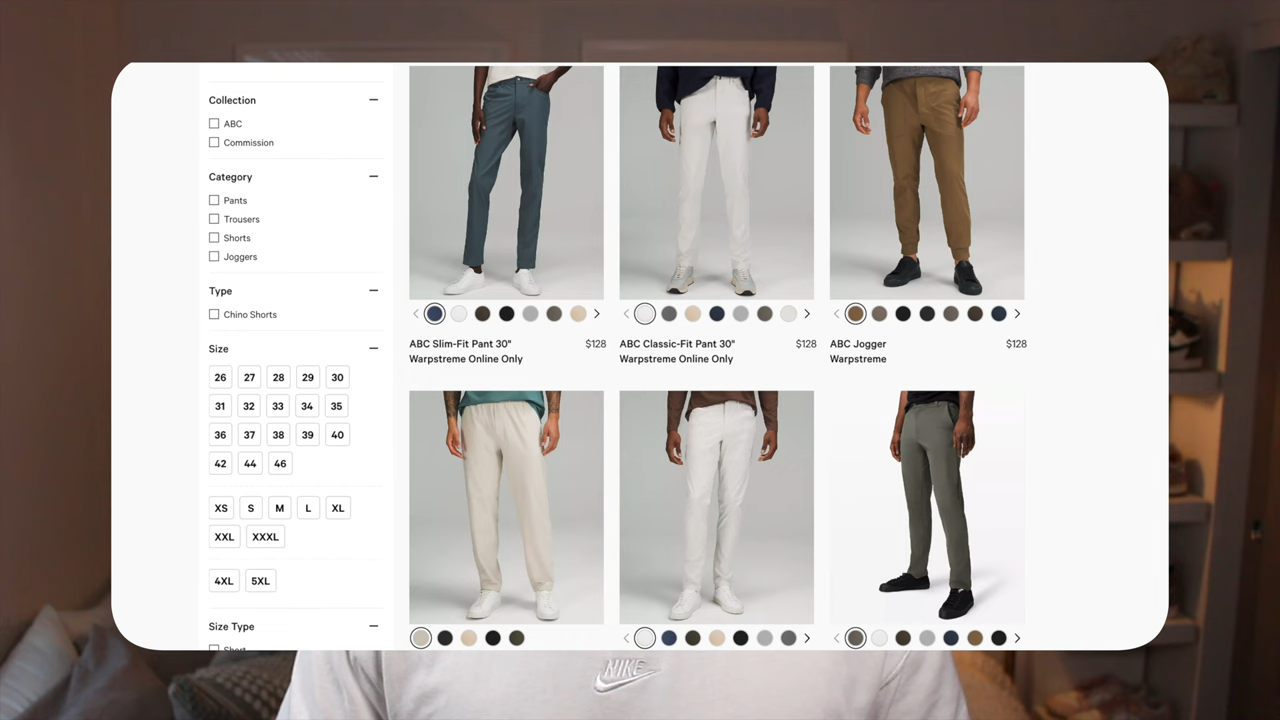 Collection
ABC
Commission
Category
Pants
Trousers
Shorts
Joggers
Type
Chino Shorts
Size
26 27 28 29 30
31 32 33 34 35
36 37 38 39 40
42 44 46
XS S M L XL
XXL XXXL
4XL 5XL
Size Type
Short
ABC Slim-Fit Pant 30" $128
Warpstreme Online Only
ABC Classic-Fit Pant 30" $128
Warpstreme Online Only
ABC Jogger $128
Warpstreme
NIKE